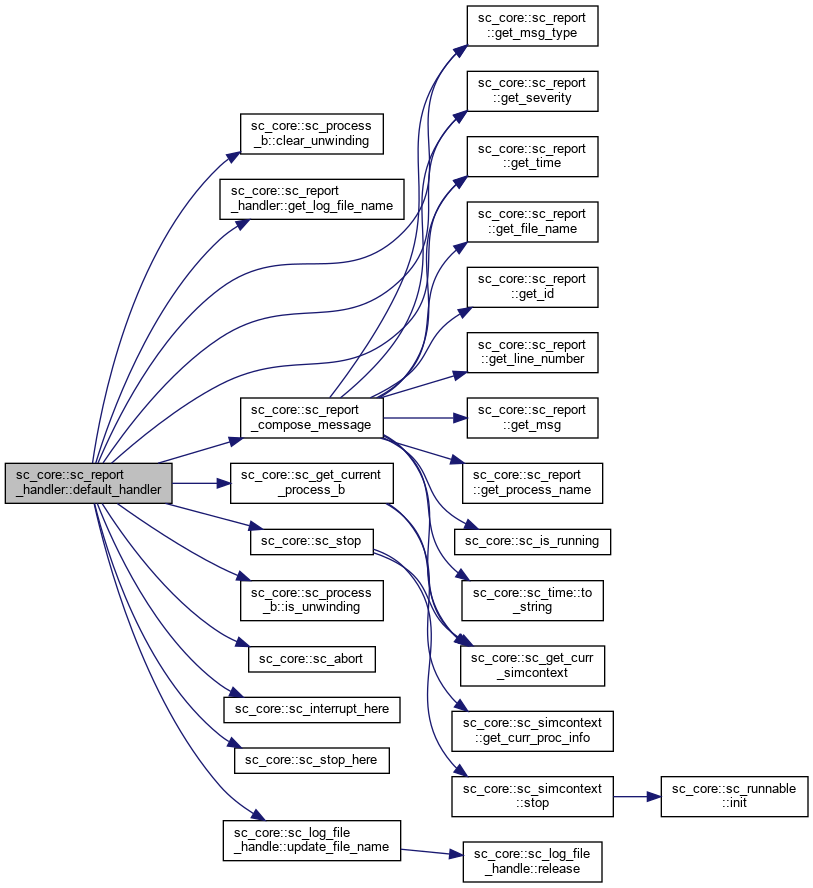 sc_core::sc_report
_handler::default_handler
sc_core::sc_process
_b::clear_unwinding
sc_core::sc_report
_handler::get_log_file_name
sc_core::sc_report
_compose_message
sc_core::sc_get_current
_process_b
sc_core::sc_stop
sc_core::sc_process
_b::is_unwinding
sc_core::sc_abort
sc_core::sc_interrupt_here
sc_core::sc_stop_here
sc_core::sc_log_file
_handle::update_file_name
sc_core::sc_report
::get_msg_type
sc_core::sc_report
::get_severity
sc_core::sc_report
::get_time
sc_core::sc_report
::get_file_name
sc_core::sc_report
::get_id
sc_core::sc_report
::get_line_number
sc_core::sc_report
::get_msg
sc_core::sc_report
::get_process_name
sc_core::sc_is_running
sc_core::sc_time::to
_string
sc_core::sc_get_curr
_simcontext
sc_core::sc_simcontext
::get_curr_proc_info
sc_core::sc_simcontext
::stop
sc_core::sc_log_file
_handle::release
sc_core::sc_runnable
::init